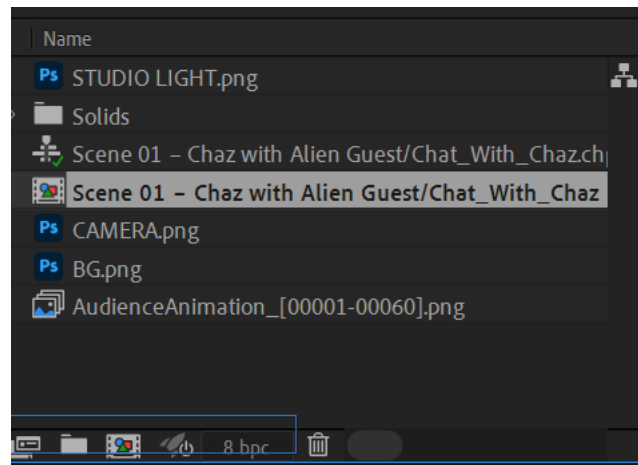 Name
Ps STUDIO LIGHT.png
Solids
Scene 01 – Chaz with Alien Guest/Chat_With_Chaz.ch
Scene 01 – Chaz with Alien Guest/Chat_With_Chaz
Ps CAMERA.png
Ps BG.png
AudienceAnimation_[00001-00060].png
8 bpc